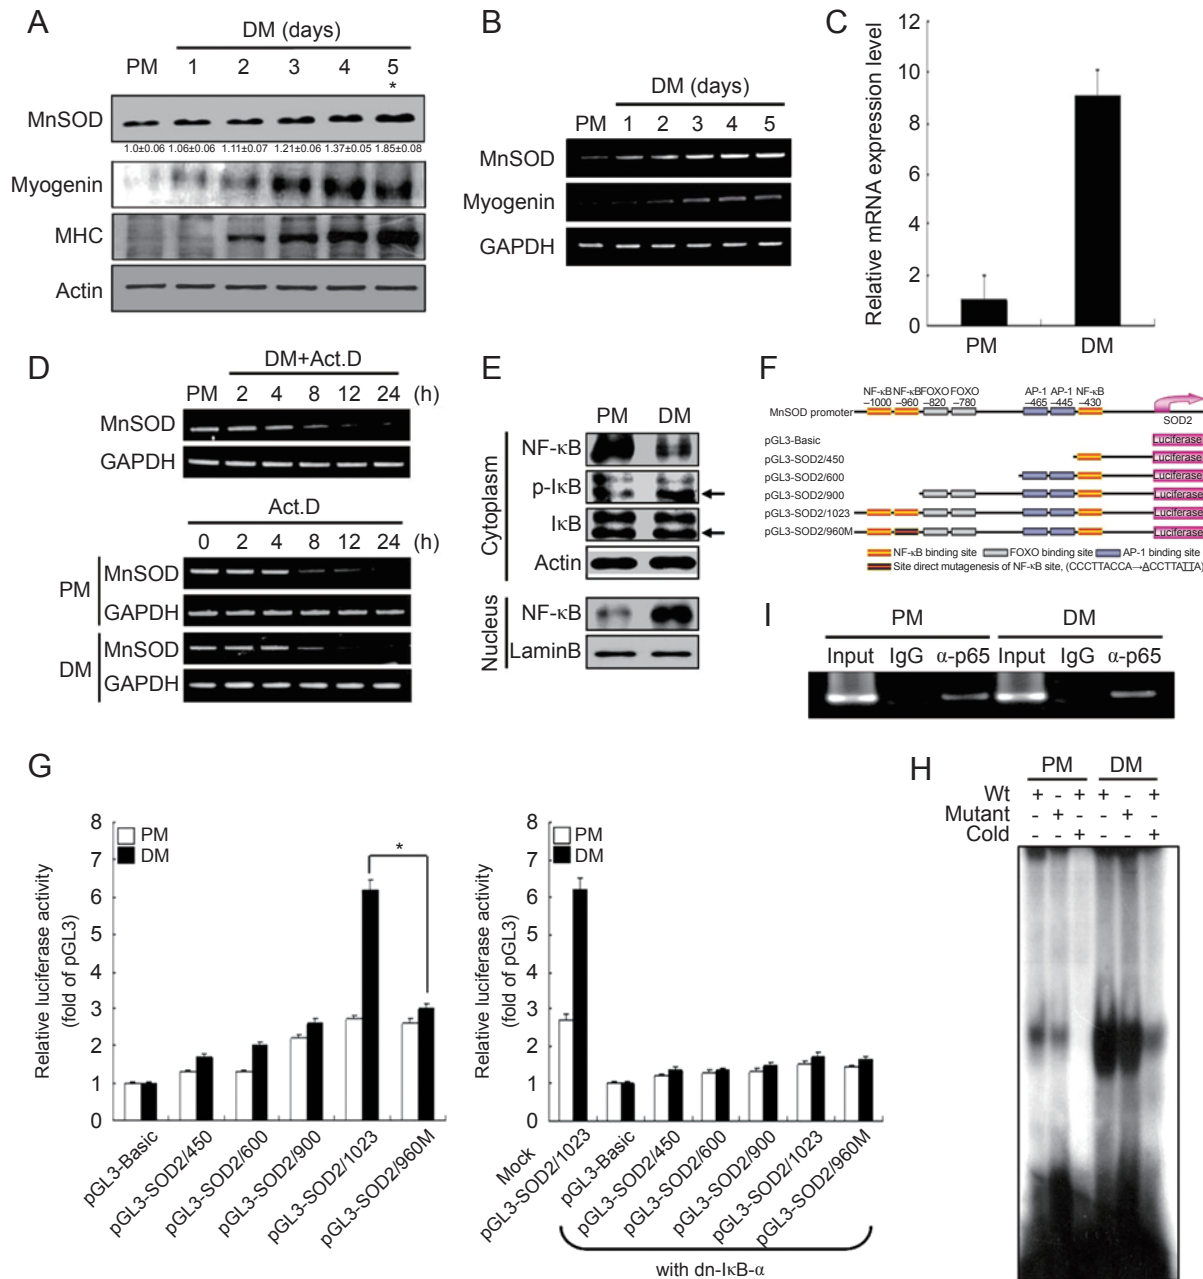 A
DM (days)
PM 1 2 3 4 5
*
MnSOD
1.0±0.06 1.06±0.06 1.11±0.07 1.21±0.06 1.37±0.05 1.85±0.08
Myogenin
MHC
Actin
B
DM (days)
PM 1 2 3 4 5
MnSOD
Myogenin
GAPDH
C
Relative mRNA expression level
12
10
8
6
4
2
0
PM DM
D
DM+Act.D
PM 2 4 8 12 24 (h)
MnSOD
GAPDH
Act.D
0 2 4 8 12 24 (h)
PM
MnSOD
GAPDH
DM
MnSOD
GAPDH
E
PM DM
Cytoplasm
NF-κB
p-IκB
IκB
Actin
Nucleus
NF-κB
LaminB
F
NF-κB NF-κB FOXO FOXO AP-1 AP-1 NF-κB
–1000 –960 –820 –780 –465 –445 –430
MnSOD promoter
SOD2
pGL3-Basic Luciferase
pGL3-SOD2/450 Luciferase
pGL3-SOD2/600 Luciferase
pGL3-SOD2/900 Luciferase
pGL3-SOD2/1023 Luciferase
pGL3-SOD2/960M Luciferase
NF-κB binding site FOXO binding site AP-1 binding site
Site direct mutagenesis of NF-κB site, (CCCTTACCA→ACCTTATTA)
I
PM DM
Input IgG α-p65 Input IgG α-p65
G
Relative luciferase activity
(fold of pGL3)
8
7
6
5
4
3
2
1
0
PM
DM
*
pGL3-Basic
pGL3-SOD2/450
pGL3-SOD2/600
pGL3-SOD2/900
pGL3-SOD2/1023
pGL3-SOD2/960M
Relative luciferase activity
(fold of pGL3)
8
7
6
5
4
3
2
1
0
PM
DM
Mock
pGL3-SOD2/1023
pGL3-Basic
pGL3-SOD2/450
pGL3-SOD2/600
pGL3-SOD2/900
pGL3-SOD2/1023
pGL3-SOD2/960M
with dn-IκB-α
H
PM DM
Wt + - + + - +
Mutant - + - - + -
Cold - - + - - +